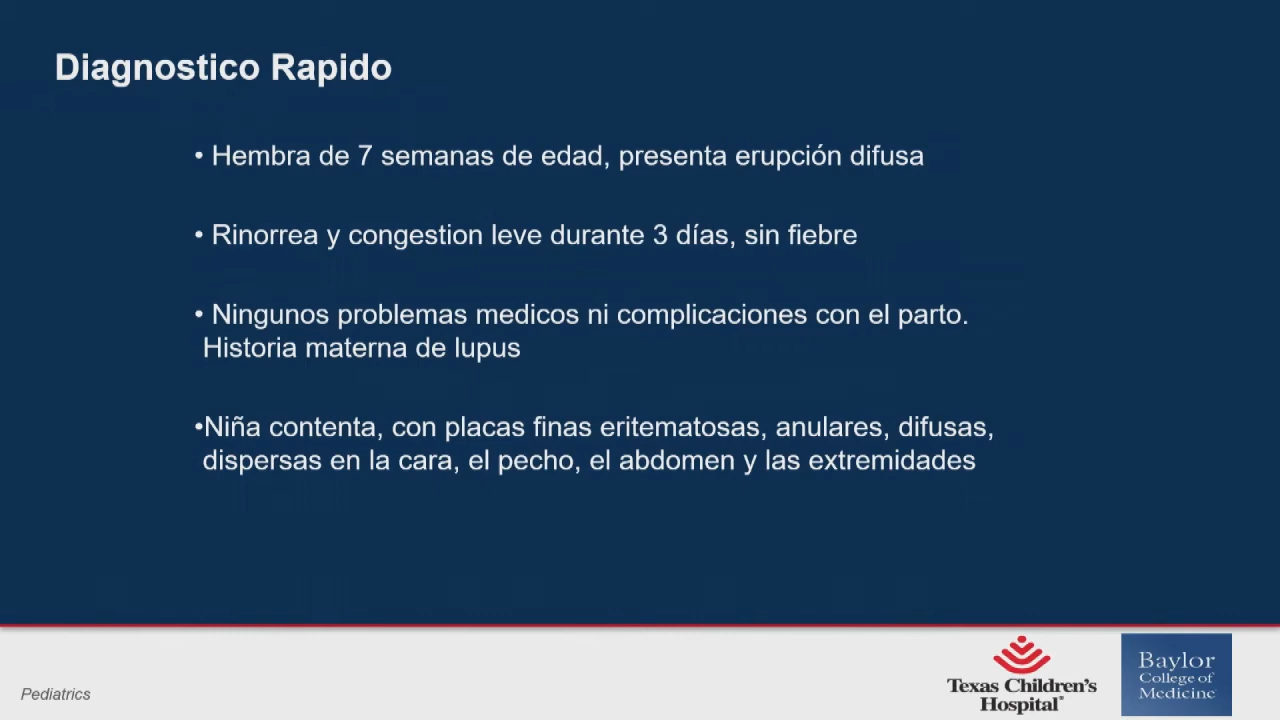 Diagnostico Rapido
• Hembra de 7 semanas de edad, presenta erupción difusa
• Rinorrea y congestion leve durante 3 días, sin fiebre
• Ningunos problemas medicos ni complicaciones con el parto.
Historia materna de lupus
•Niña contenta, con placas finas eritematosas, anulares, difusas,
dispersas en la cara, el pecho, el abdomen y las extremidades
Pediatrics
Texas Children's
Hospital®
Baylor
College of
Medicine